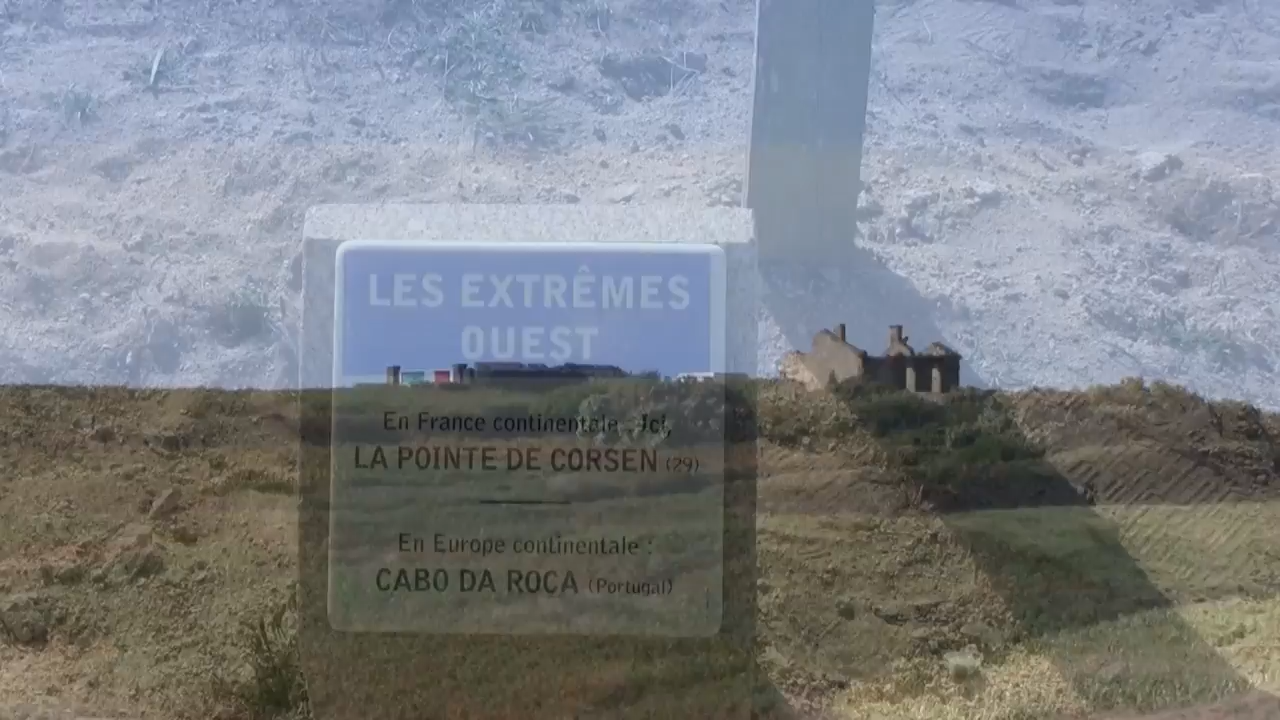 LES EXTRÊMES
OUEST
En France continentale : Ici,
LA POINTE DE CORSEN (29)
En Europe continentale :
CABO DA ROCA (Portugal)